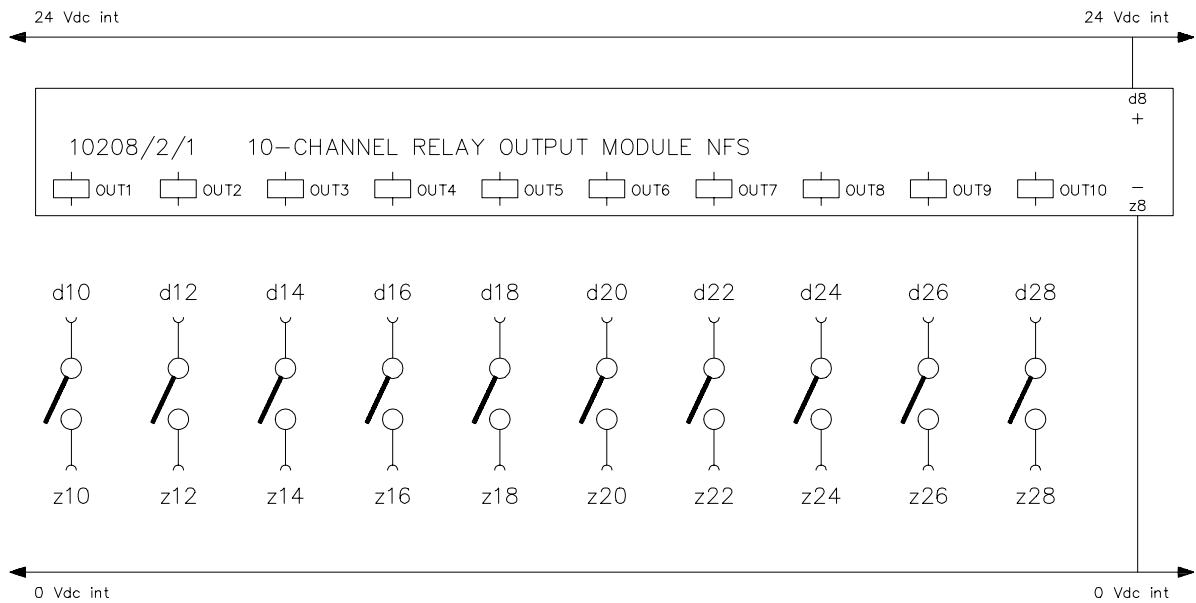 24 Vdc int 24 Vdc int
d8
+
10208/2/1 10-CHANNEL RELAY OUTPUT MODULE NFS
OUT1 OUT2 OUT3 OUT4 OUT5 OUT6 OUT7 OUT8 OUT9 OUT10 −
z8
d10 d12 d14 d16 d18 d20 d22 d24 d26 d28
z10 z12 z14 z16 z18 z20 z22 z24 z26 z28
0 Vdc int 0 Vdc int